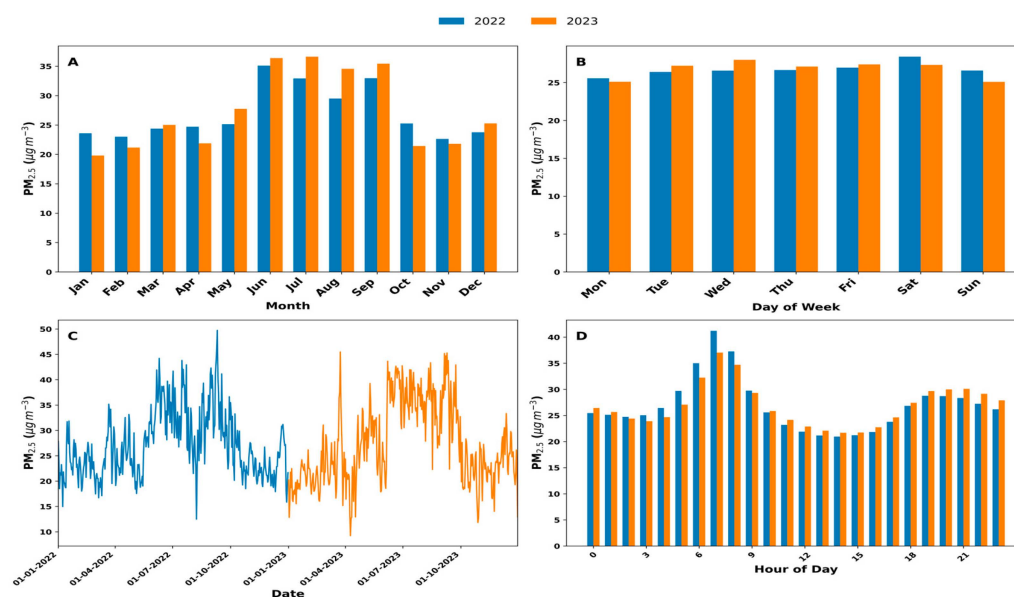 2022 2023
A
PM2.5 (μg m−3)
35
30
25
20
15
10
5
0
Jan Feb Mar Apr May Jun Jul Aug Sep Oct Nov Dec
Month
B
PM2.5 (μg m−3)
25
20
15
10
5
0
Mon Tue Wed Thu Fri Sat Sun
Day of Week
C
PM2.5 (μg m−3)
50
45
40
35
30
25
20
15
10
01-01-2022 01-04-2022 01-07-2022 01-10-2022 01-01-2023 01-04-2023 01-07-2023 01-10-2023
Date
D
PM2.5 (μg m−3)
40
35
30
25
20
15
10
5
0
0 3 6 9 12 15 18 21
Hour of Day